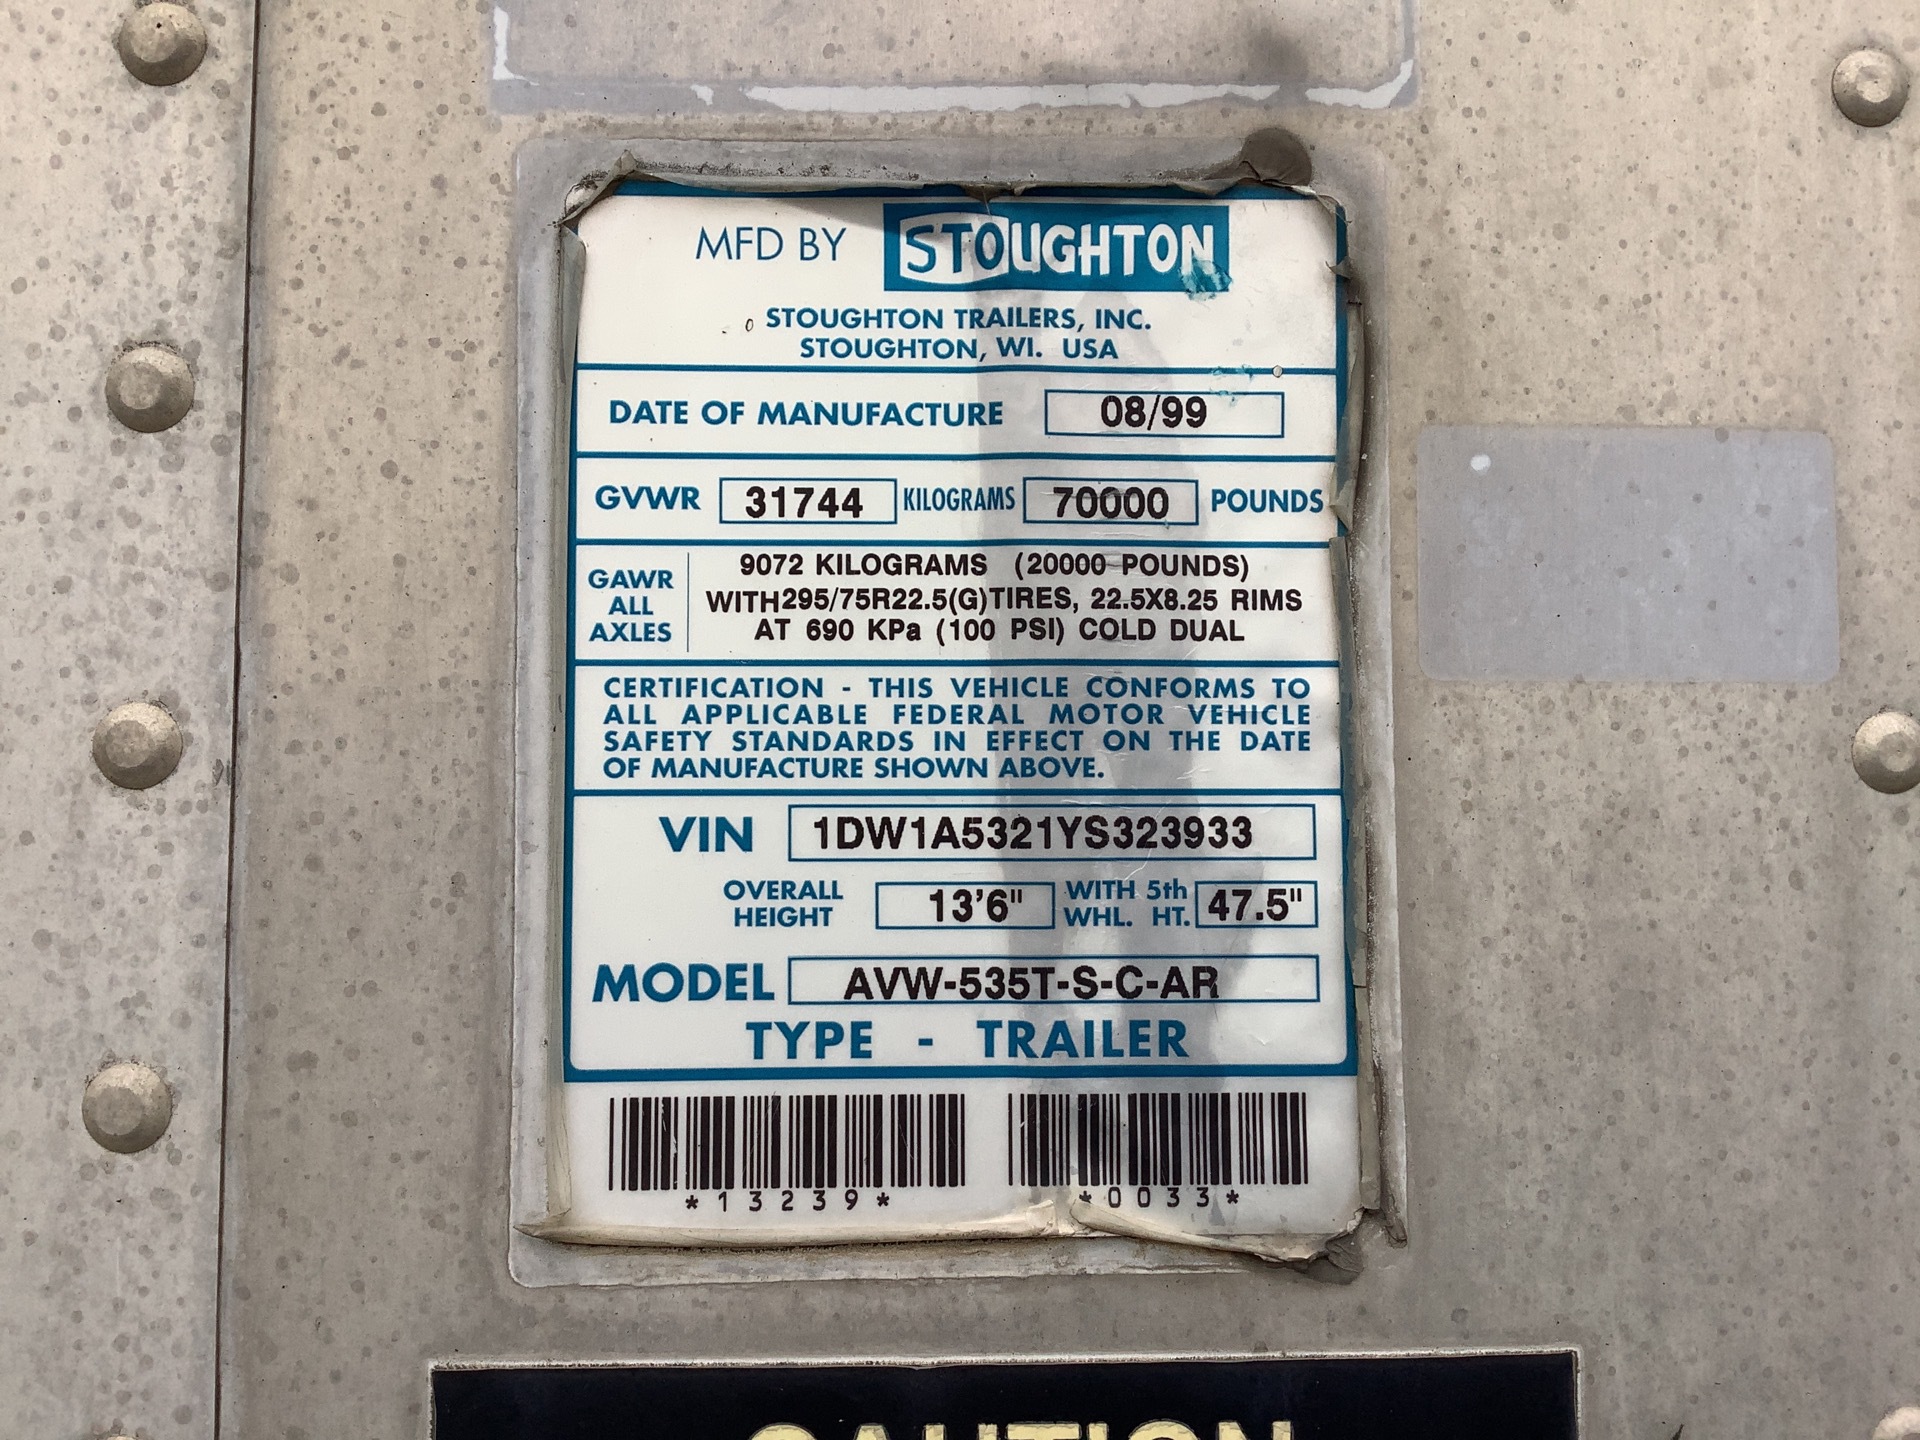 MFD BY STOUGHTON
STOUGHTON TRAILERS, INC.
STOUGHTON, WI. USA
DATE OF MANUFACTURE 08/99
GVWR 31744 KILOGRAMS 70000 POUNDS
GAWR ALL AXLES
9072 KILOGRAMS (20000 POUNDS)
WITH295/75R22.5(G)TIRES, 22.5X8.25 RIMS
AT 690 KPa (100 PSI) COLD DUAL
CERTIFICATION - THIS VEHICLE CONFORMS TO
ALL APPLICABLE FEDERAL MOTOR VEHICLE
SAFETY STANDARDS IN EFFECT ON THE DATE
OF MANUFACTURE SHOWN ABOVE.
VIN 1DW1A5321YS323933
OVERALL HEIGHT 13'6" WITH 5th WHL. HT. 47.5"
MODEL AVW-535T-S-C-AR
TYPE - TRAILER
*13239* *0033*
CAUTION